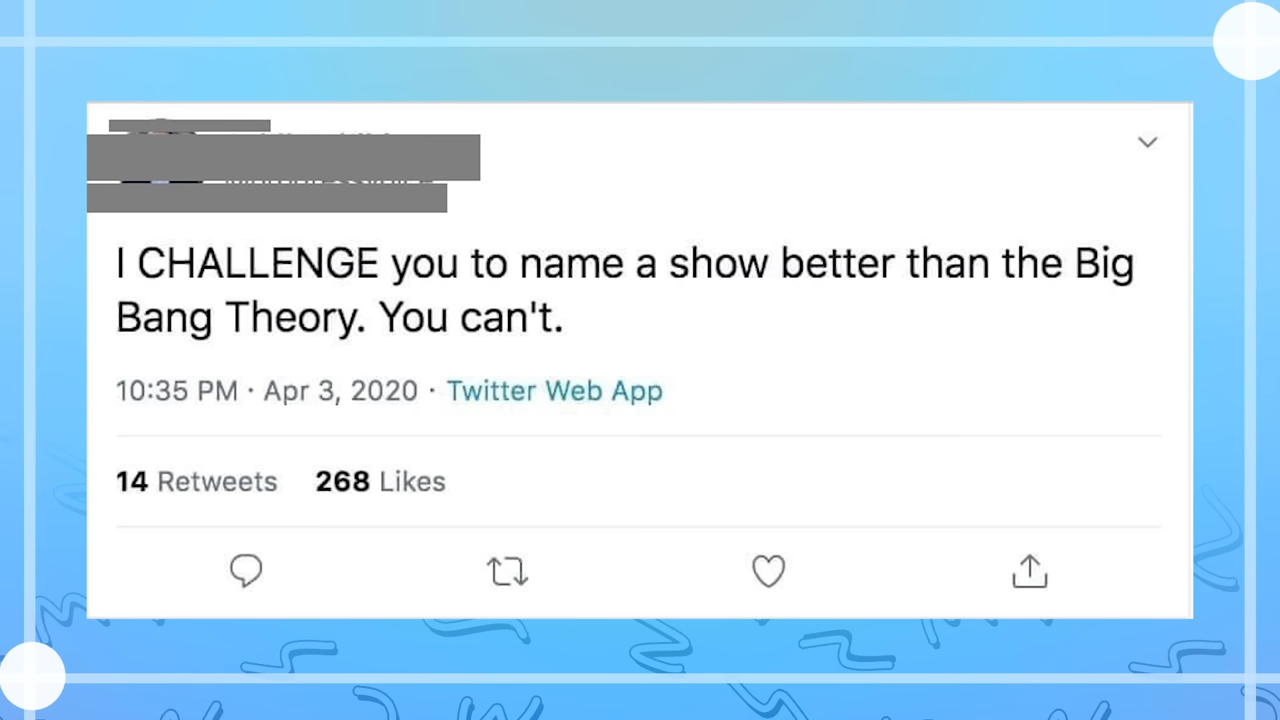 I CHALLENGE you to name a show better than the Big
Bang Theory. You can't.
10:35 PM · Apr 3, 2020 · Twitter Web App
14 Retweets 268 Likes